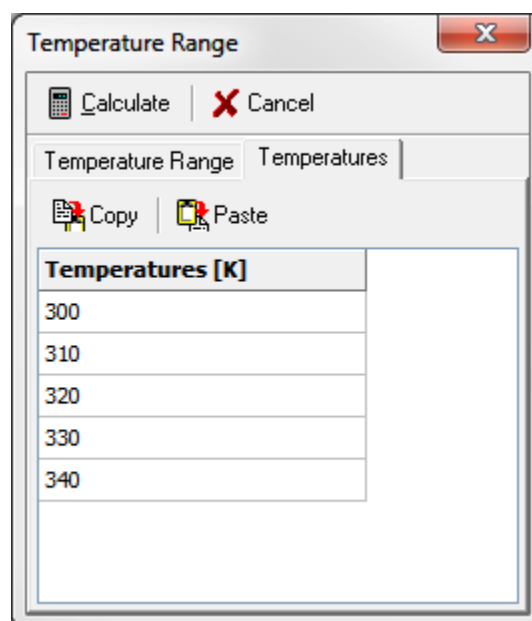 Temperature Range
Calculate Cancel
Temperature Range Temperatures
Copy Paste
Temperatures [K]
300
310
320
330
340